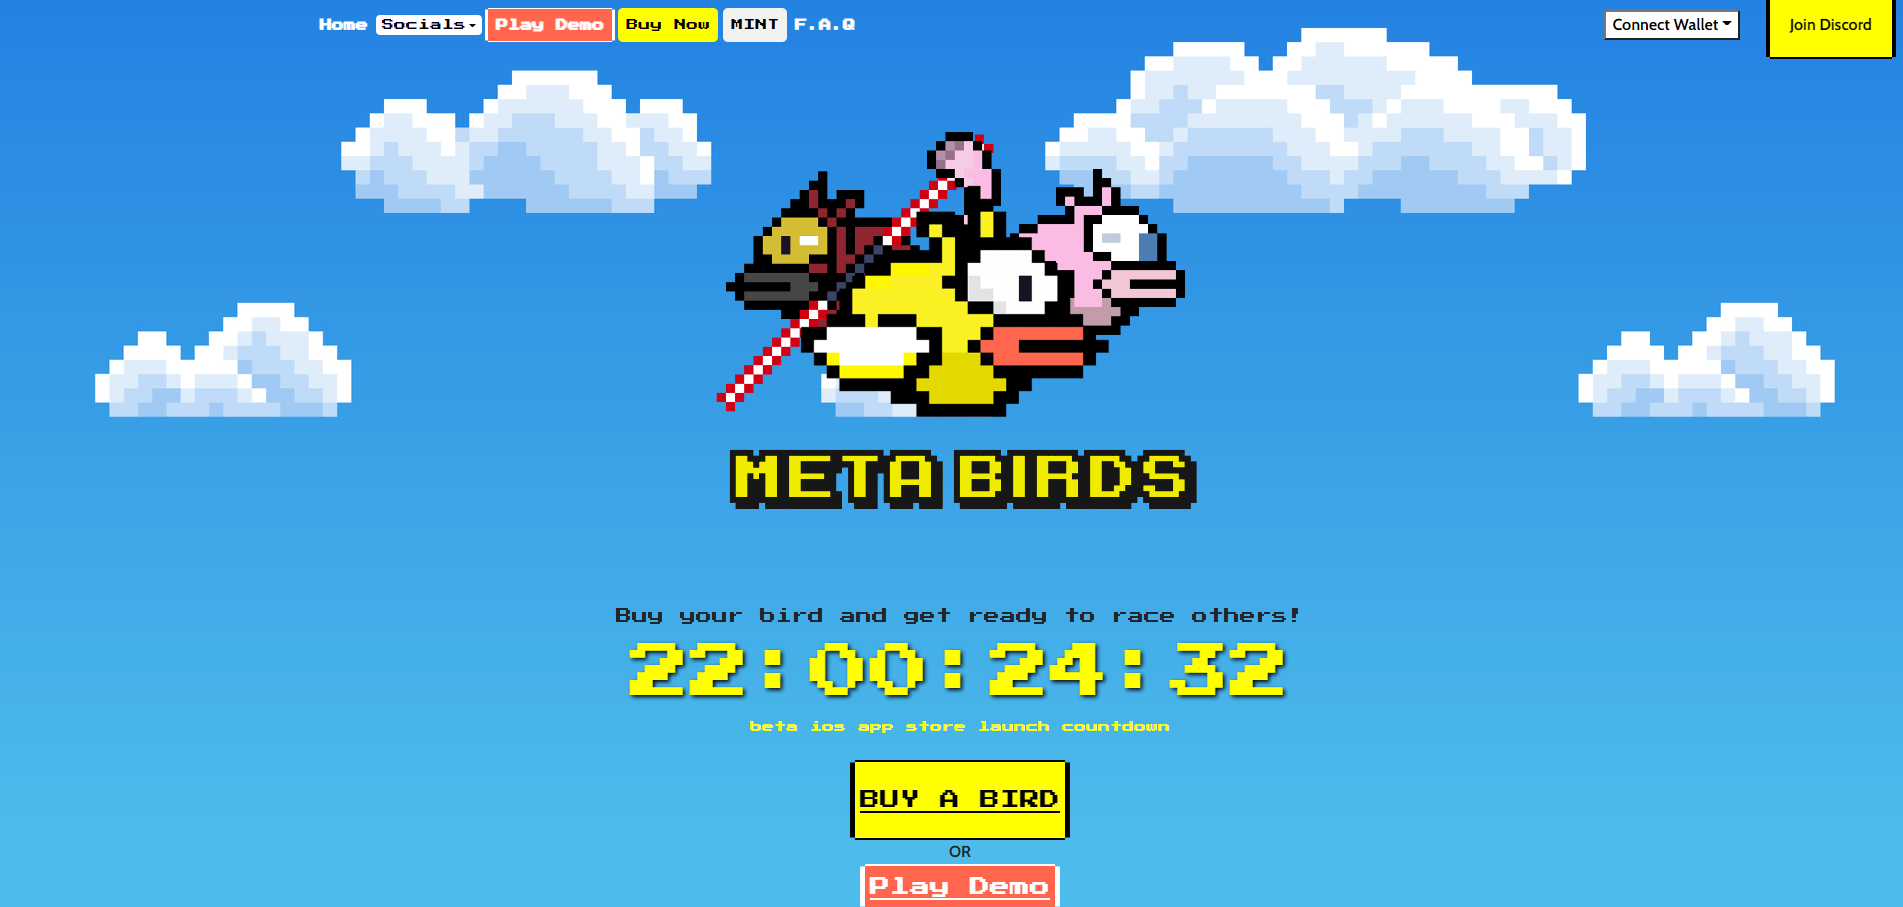 Home Socials Play Demo Buy Now MINT F.A.Q Connect Wallet Join Discord
META BIRDS
Buy your bird and get ready to race others!
22:00:24:32
beta ios app store launch countdown
BUY A BIRD
OR
Play Demo